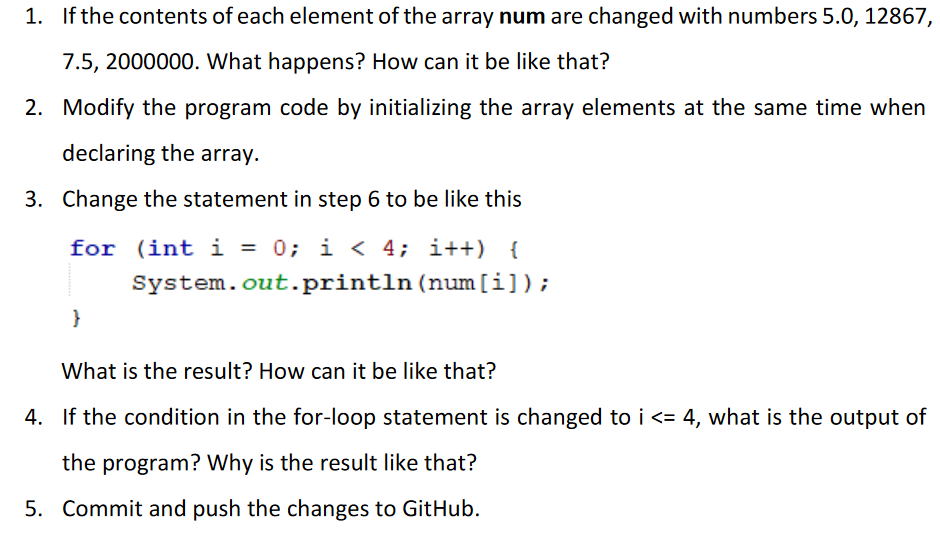 1. If the contents of each element of the array num are changed with numbers 5.0, 12867,
7.5, 2000000. What happens? How can it be like that?
2. Modify the program code by initializing the array elements at the same time when
declaring the array.
3. Change the statement in step 6 to be like this
for (int i = 0; i < 4; i++) {
    System.out.println(num[i]);
}
What is the result? How can it be like that?
4. If the condition in the for-loop statement is changed to i <= 4, what is the output of
the program? Why is the result like that?
5. Commit and push the changes to GitHub.